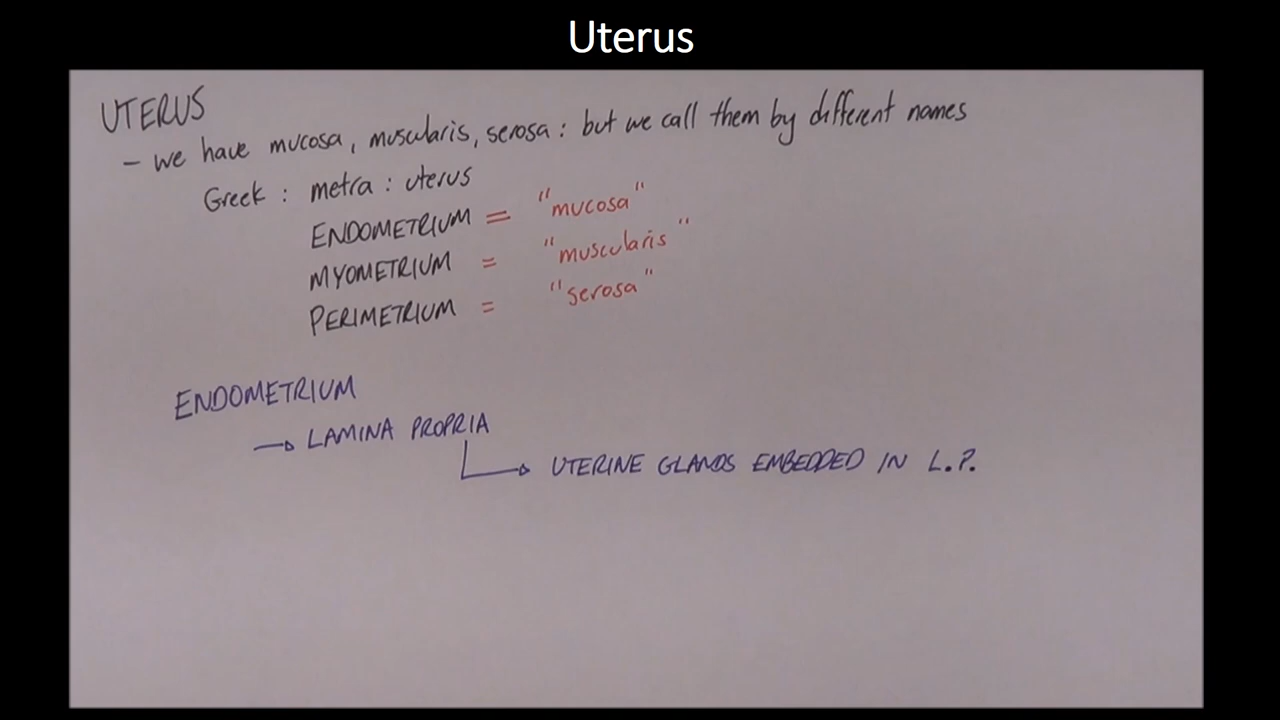 Uterus
UTERUS
- we have mucosa, muscularis, serosa: but we call them by different names
Greek: metra: uterus
ENDOMETRIUM = "mucosa"
MYOMETRIUM = "muscularis"
PERIMETRIUM = "serosa"
ENDOMETRIUM
→ LAMINA PROPRIA
→ UTERINE GLANDS EMBEDDED IN L.P.